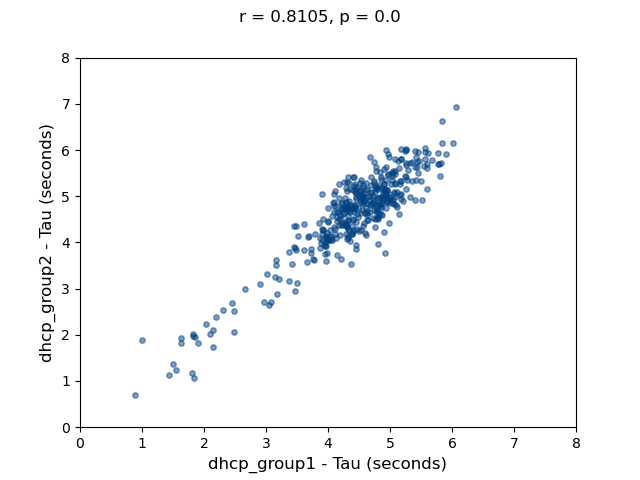 r = 0.8105, p = 0.0
8
7
6
5
4
3
2
1
0
dhcp_group2 - Tau (seconds)
0 1 2 3 4 5 6 7 8
dhcp_group1 - Tau (seconds)